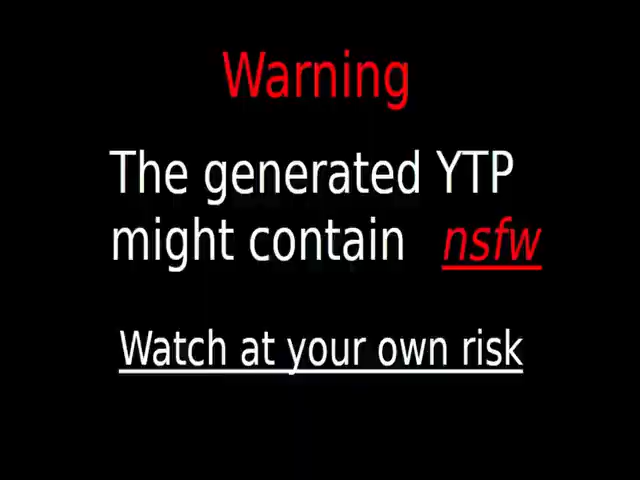 Warning
The generated YTP
might contain nsfw
Watch at your own risk